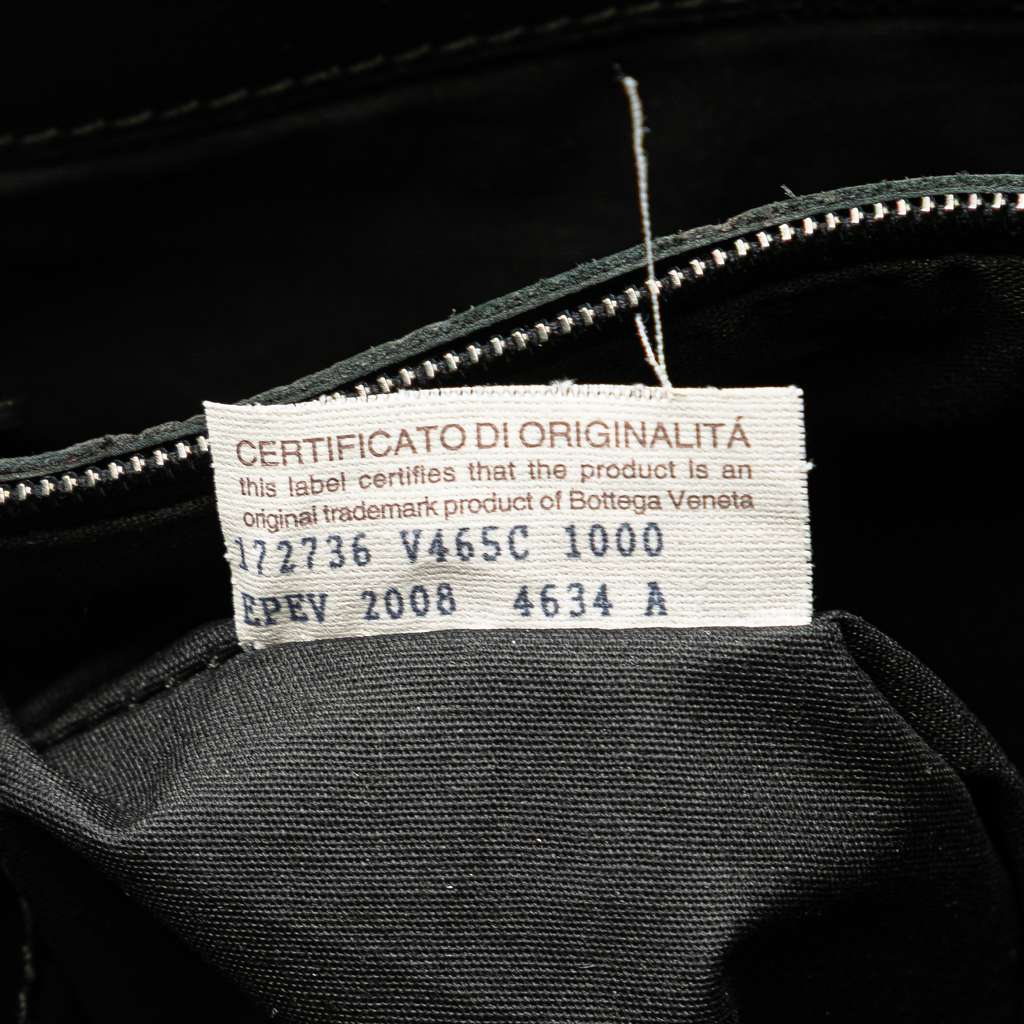 CERTIFICATO DI ORIGINALITÁ
this label certifies that the product is an
original trademark product of Bottega Veneta
172736 V465C 1000
EPEV 2008 4634 A